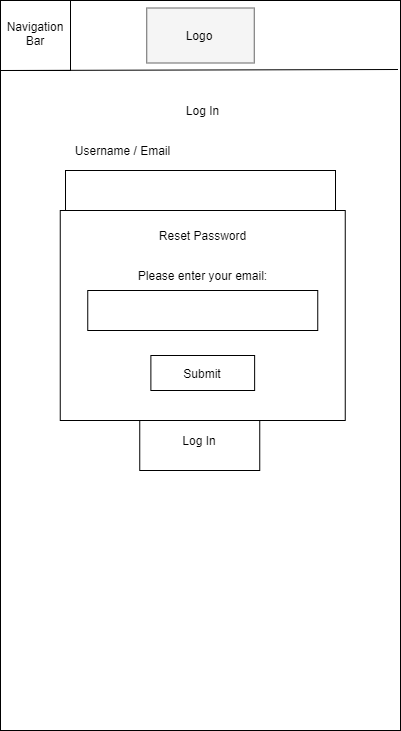 Navigation
Bar
Logo
Log In
Username / Email
Reset Password
Please enter your email:
Submit
Log In